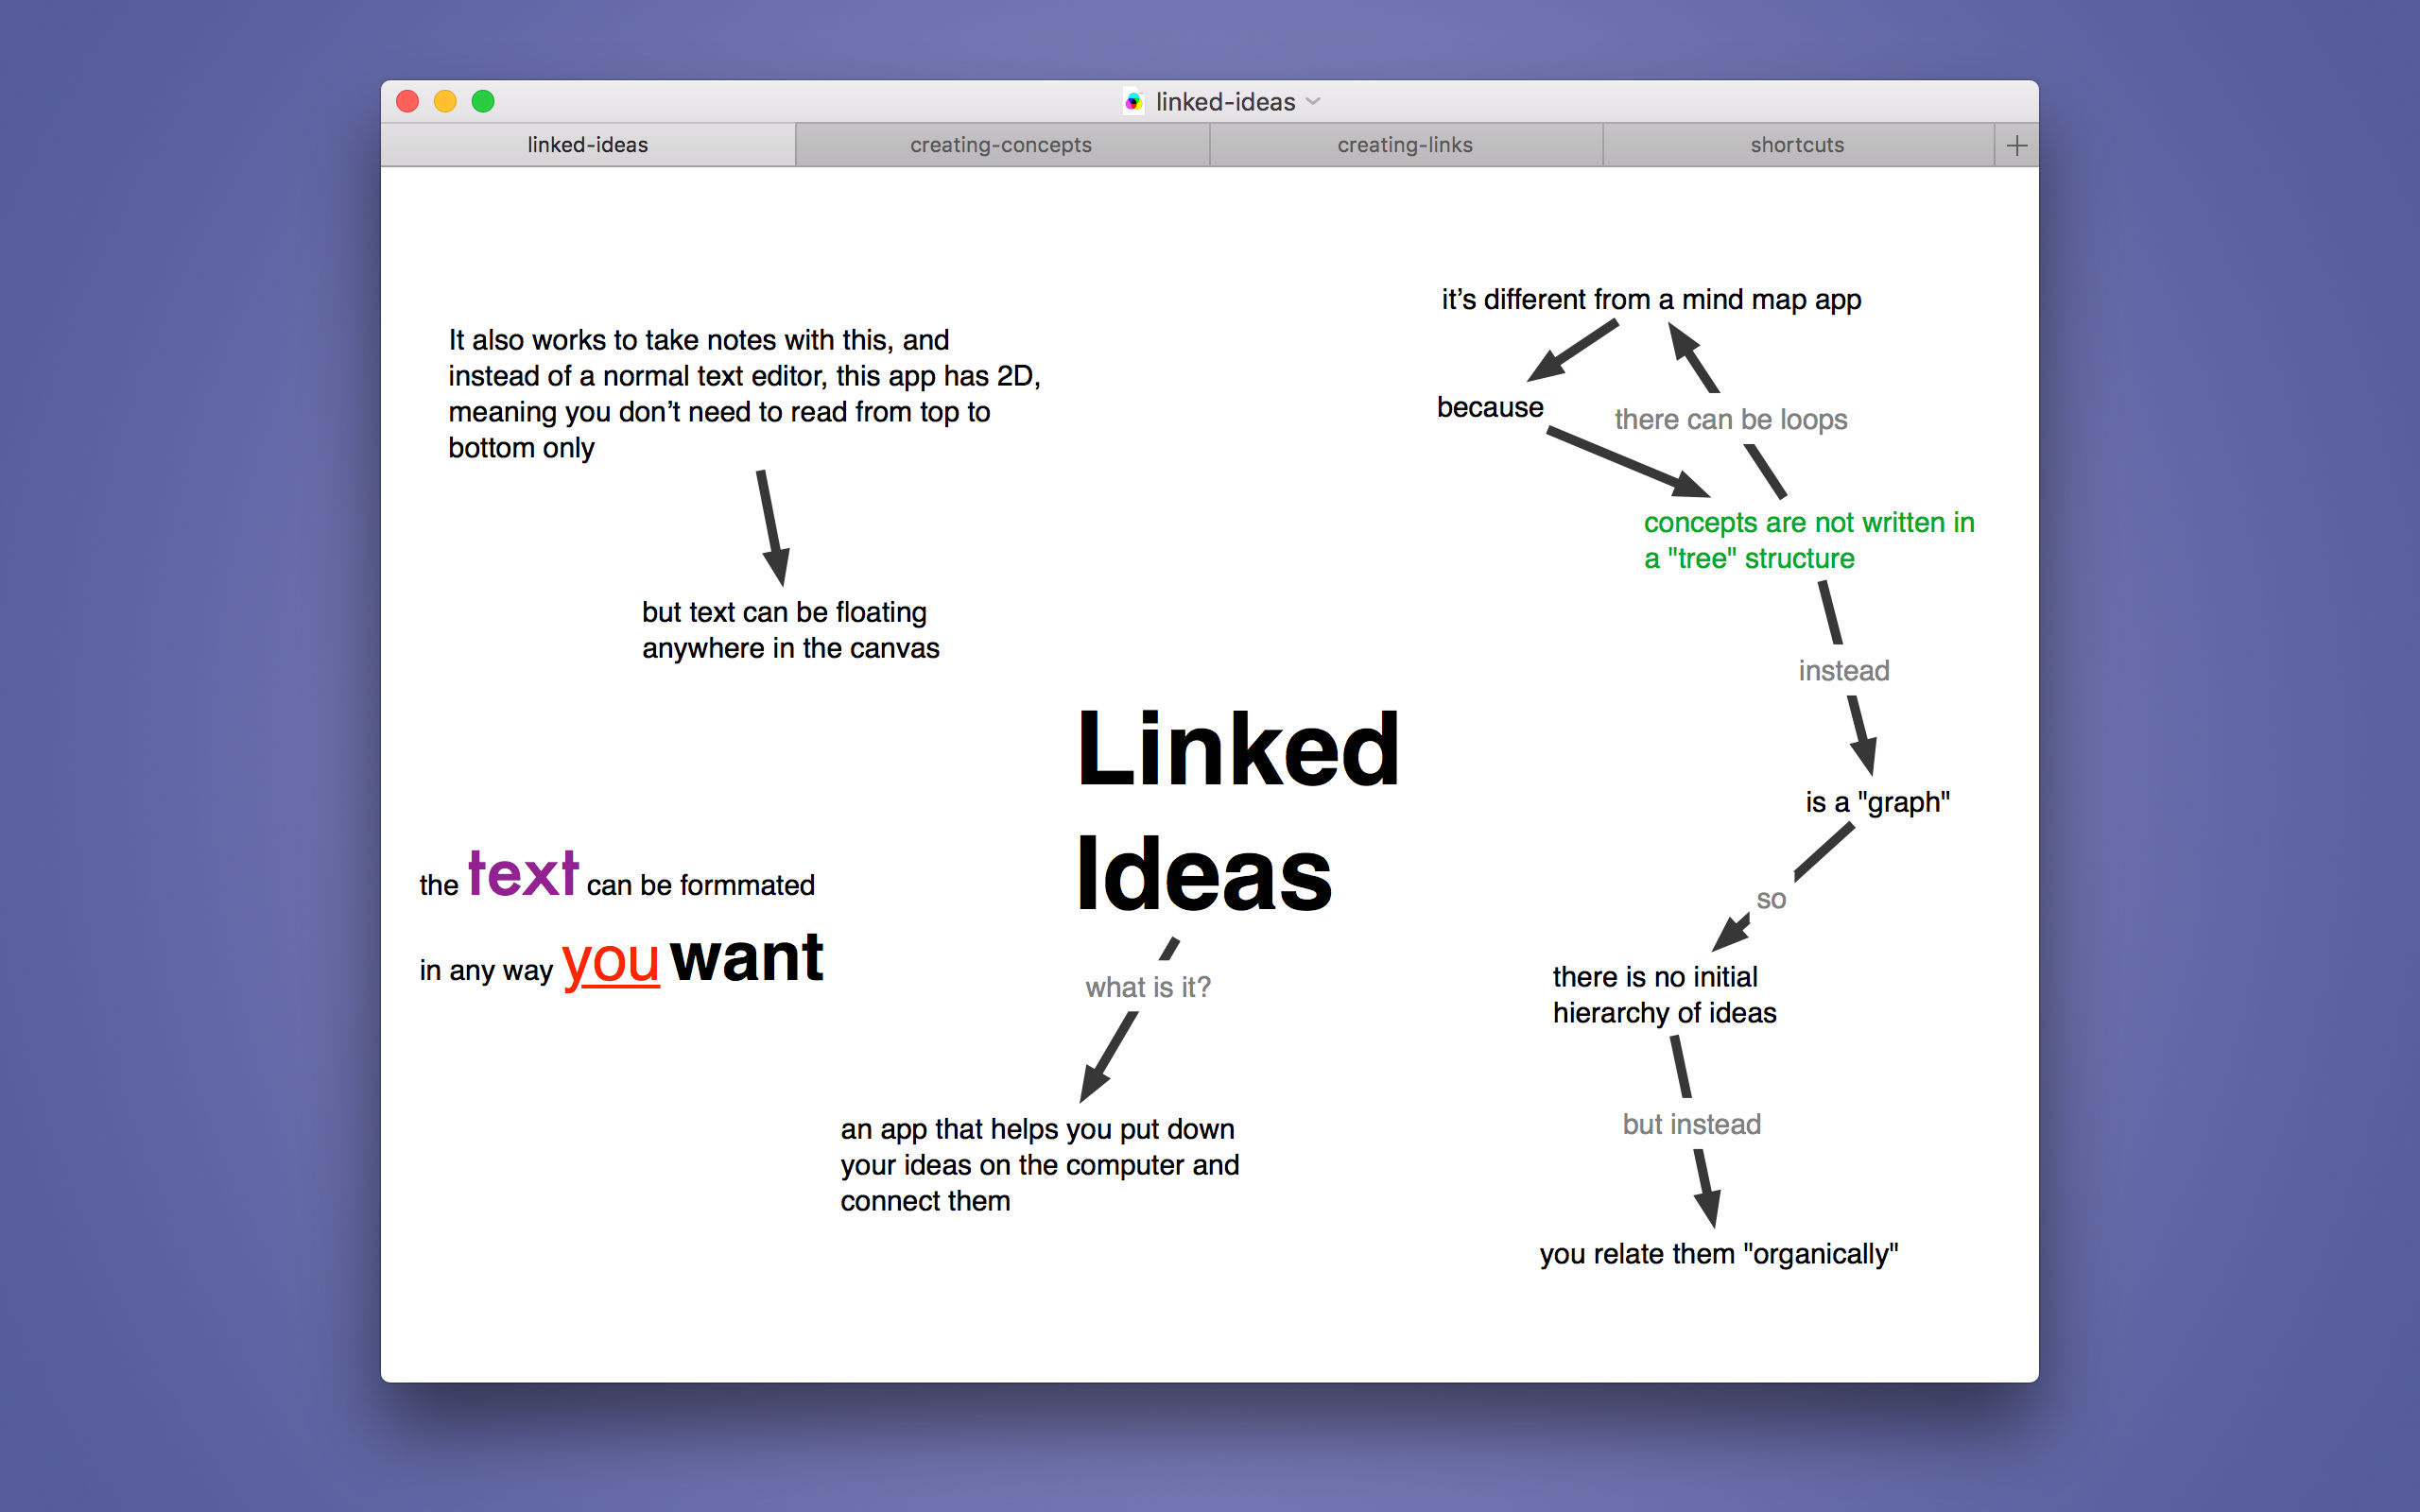 linked-ideas
linked-ideas
creating-concepts
creating-links
shortcuts
It also works to take notes with this, and
instead of a normal text editor, this app has 2D,
meaning you don’t need to read from top to
bottom only
but text can be floating
anywhere in the canvas
the text can be formmated
in any way you want
Linked
Ideas
what is it?
an app that helps you put down
your ideas on the computer and
connect them
it’s different from a mind map app
because
there can be loops
concepts are not written in
a "tree" structure
instead
is a "graph"
so
there is no initial
hierarchy of ideas
but instead
you relate them "organically"